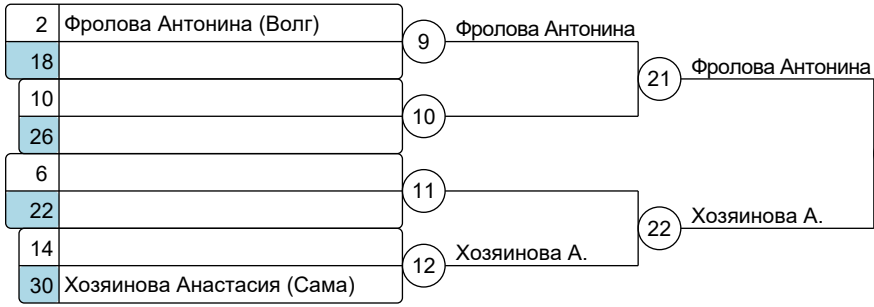 2 Фролова Антонина (Волг)
18
10
26
6
22
14
30 Хозяинова Анастасия (Сама)
9 Фролова Антонина
10
11
12 Хозяинова А.
21 Фролова Антонина
22 Хозяинова А.